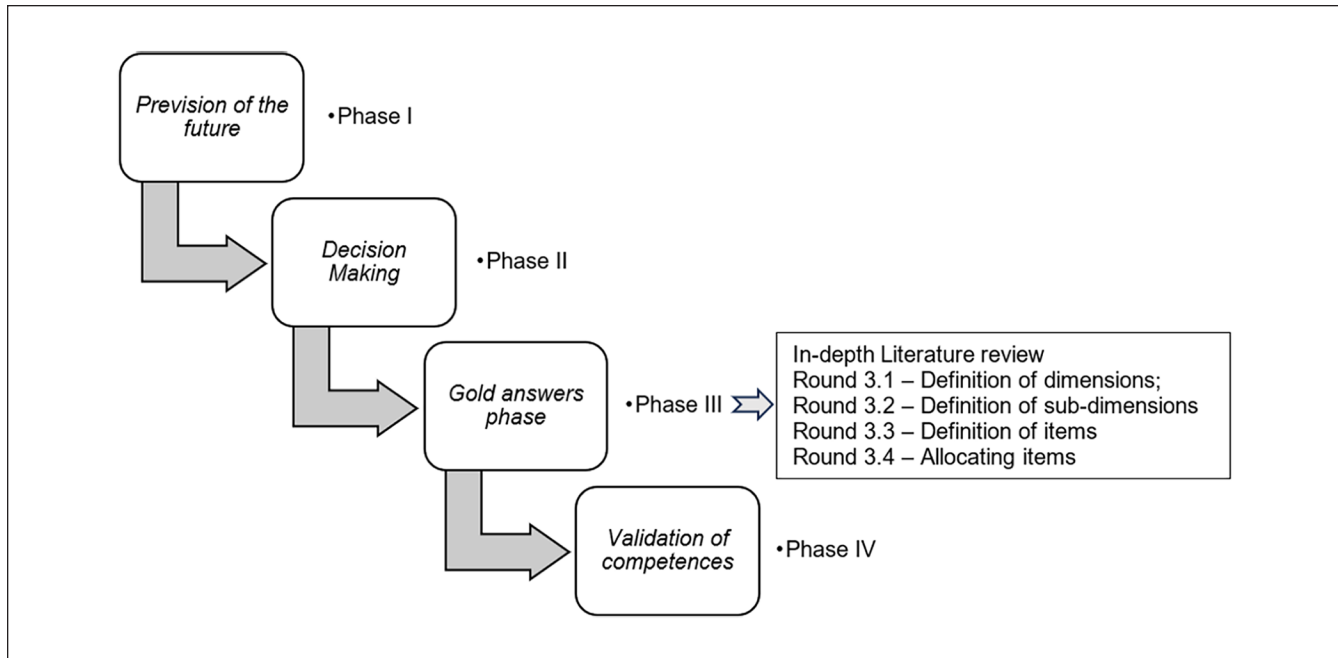 Prevision of the
future
•Phase I
Decision
Making
•Phase II
Gold answers
phase
•Phase III
In-depth Literature review
Round 3.1 – Definition of dimensions;
Round 3.2 – Definition of sub-dimensions
Round 3.3 – Definition of items
Round 3.4 – Allocating items
Validation of
competences
•Phase IV